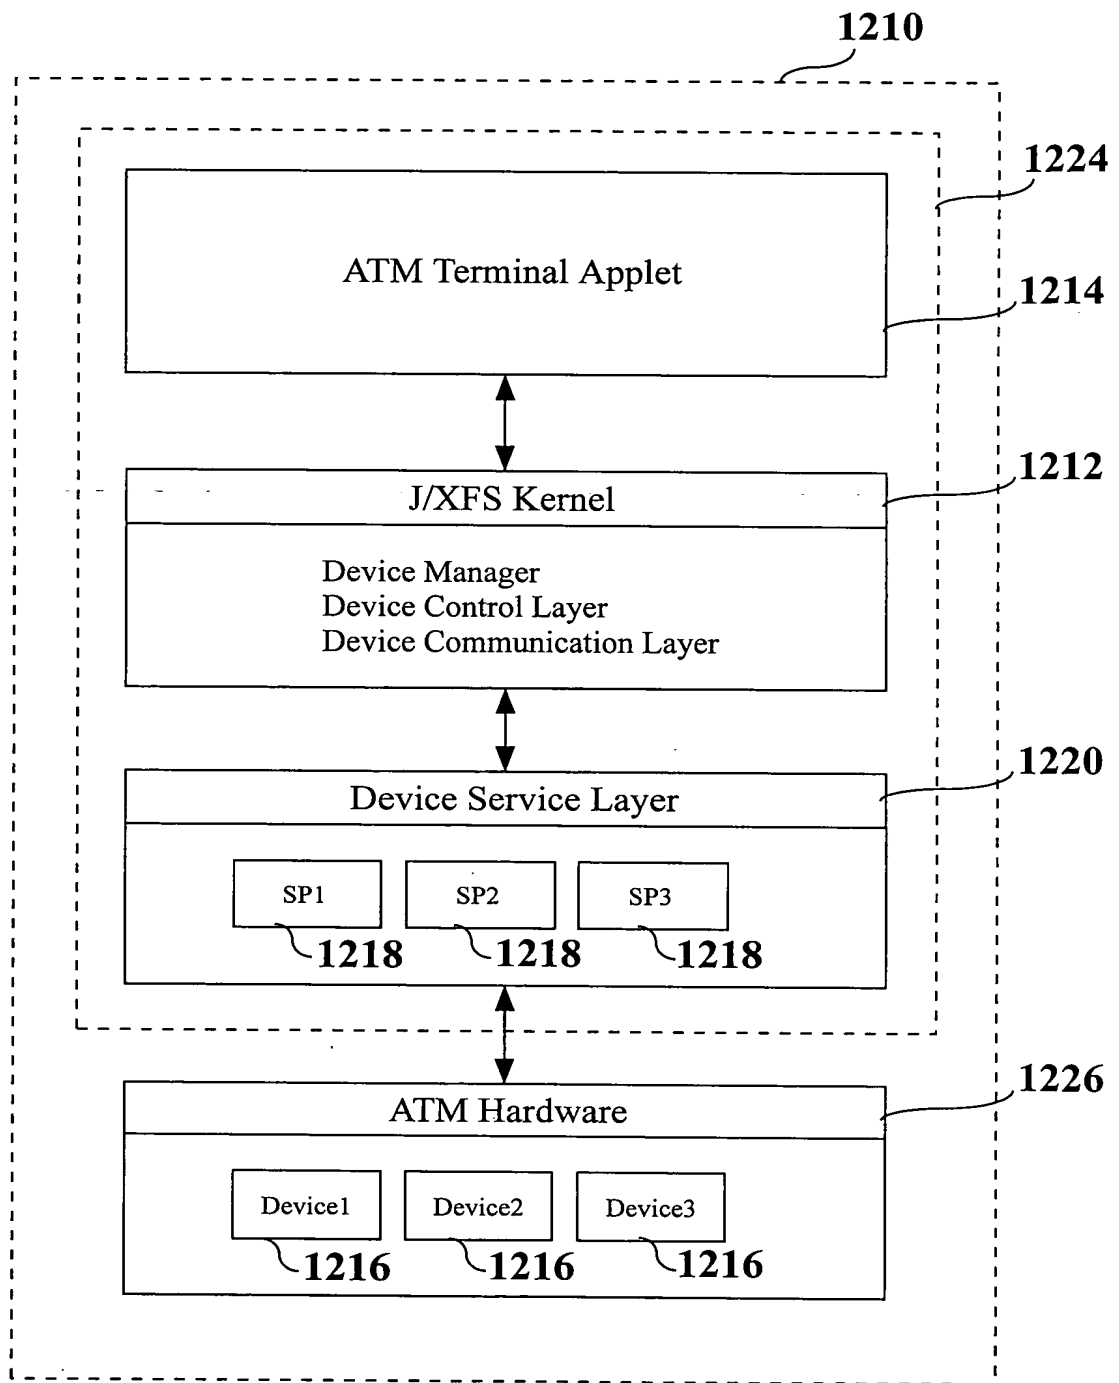 1210
1224
ATM Terminal Applet
1214
1212
J/XFS Kernel
Device Manager
Device Control Layer
Device Communication Layer
1220
Device Service Layer
SP1 SP2 SP3
1218 1218 1218
1226
ATM Hardware
Device1 Device2 Device3
1216 1216 1216